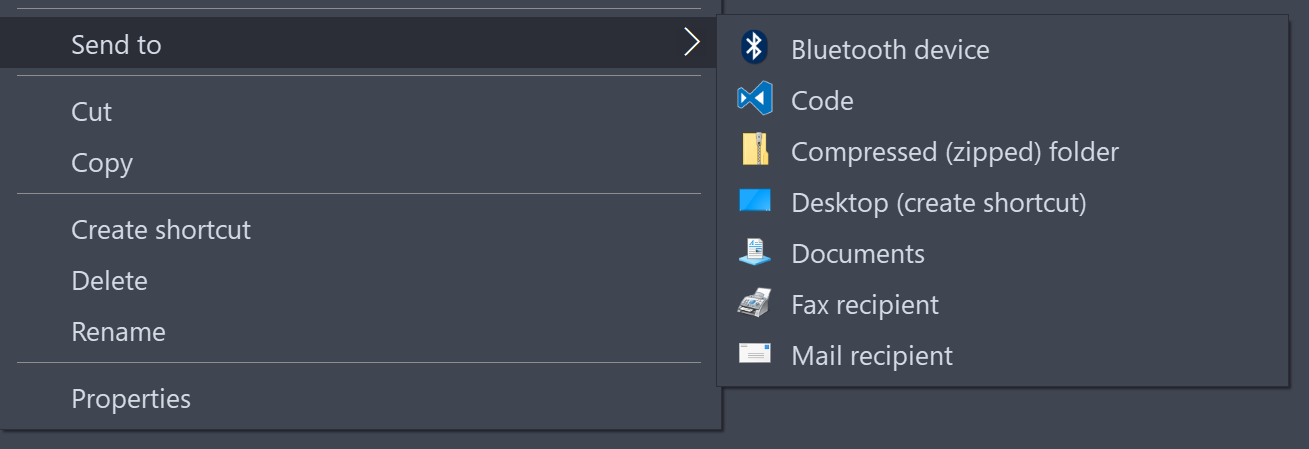 Send to
Cut
Copy
Create shortcut
Delete
Rename
Properties
Bluetooth device
Code
Compressed (zipped) folder
Desktop (create shortcut)
Documents
Fax recipient
Mail recipient